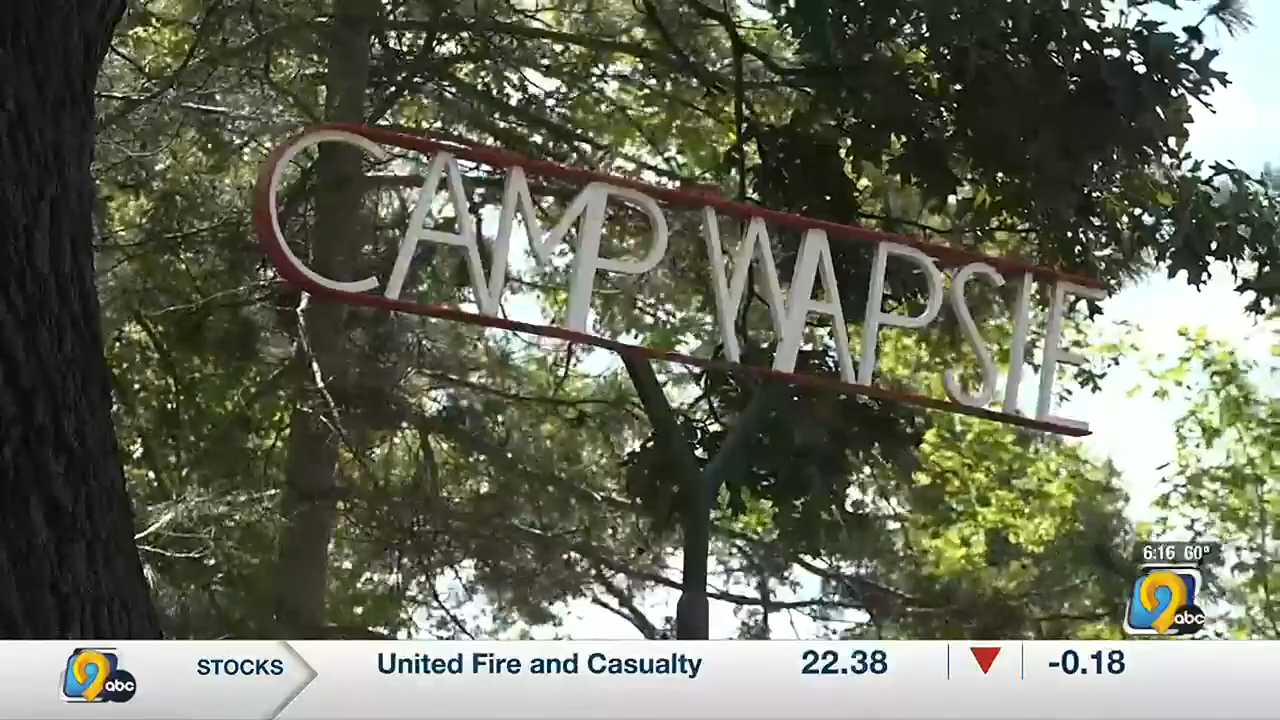 CAMP WAPSIE
6:16 60°
9 abc
9 abc STOCKS United Fire and Casualty 22.38 -0.18